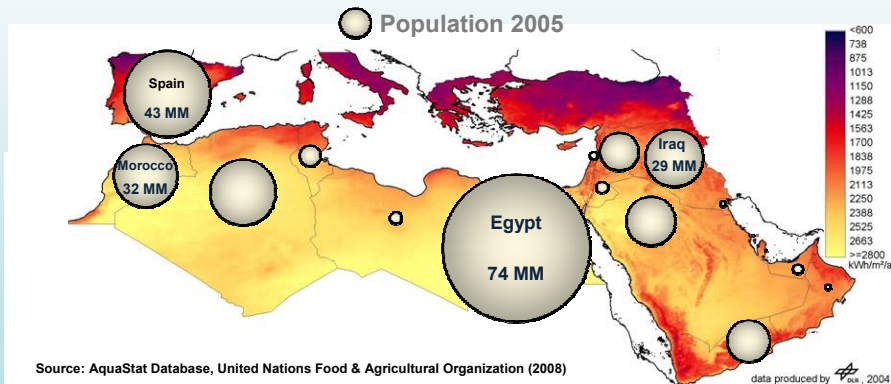 Population 2005
Spain
43 MM
Morocco
32 MM
Iraq
29 MM
Egypt
74 MM
<600
738
875
1013
1150
1288
1425
1563
1700
1838
1975
2113
2250
2388
2525
2663
>=2800
kWh/m²/a
Source: AquaStat Database, United Nations Food & Agricultural Organization (2008)
data produced by DLR, 2004